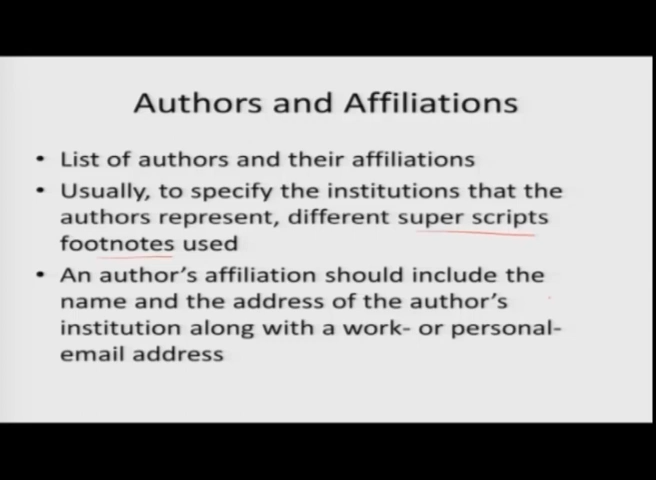 Authors and Affiliations
• List of authors and their affiliations
• Usually, to specify the institutions that the
authors represent, different super scripts
footnotes used
• An author’s affiliation should include the
name and the address of the author’s
institution along with a work- or personal-
email address